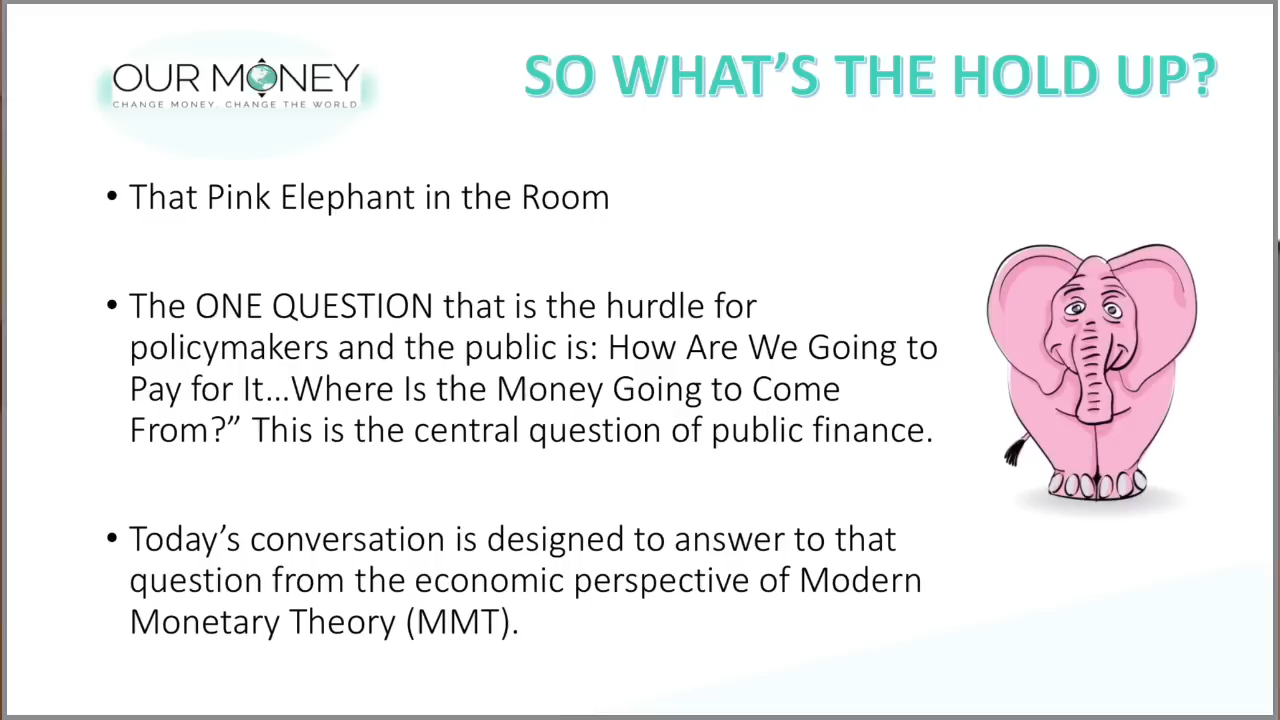 OUR MONEY
CHANGE MONEY. CHANGE THE WORLD
SO WHAT'S THE HOLD UP?
• That Pink Elephant in the Room
• The ONE QUESTION that is the hurdle for
policymakers and the public is: How Are We Going to
Pay for It...Where Is the Money Going to Come
From?” This is the central question of public finance.
• Today’s conversation is designed to answer to that
question from the economic perspective of Modern
Monetary Theory (MMT).